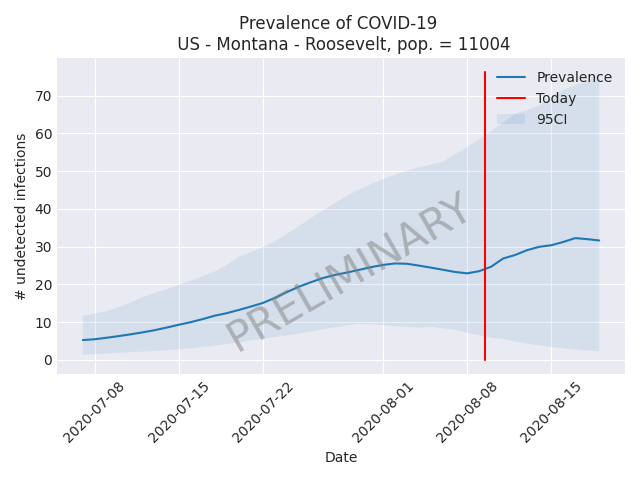 Prevalence of COVID-19
US - Montana - Roosevelt, pop. = 11004
Prevalence
Today
95CI
# undetected infections
70
60
50
40
30
20
10
0
PRELIMINARY
2020-07-08
2020-07-15
2020-07-22
2020-08-01
2020-08-08
2020-08-15
Date